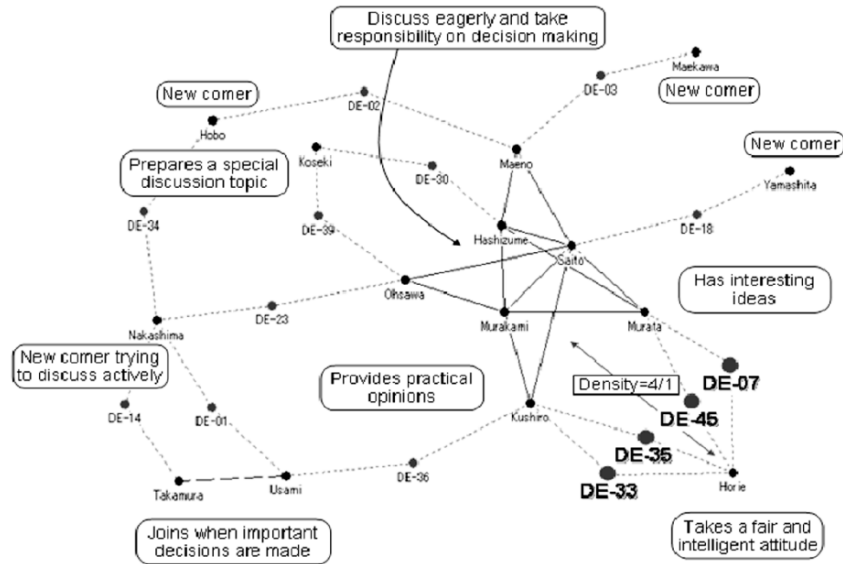 Discuss eagerly and take
responsibility on decision making
Maekawa
New comer
DE-03
New comer
DE-02
Hobo
New comer
Koseki
Maeno
Prepares a special
discussion topic
DE-30
Yamashita
DE-34
DE-39
Hashizume
DE-18
Saito
Has interesting
ideas
Ohsawa
DE-23
Murakami
Murata
Nakashima
New comer trying
to discuss actively
Provides practical
opinions
Density=4/1
DE-07
DE-14
DE-01
DE-45
Kushiro
DE-35
DE-36
DE-33
Takamura
Usami
Horie
Joins when important
decisions are made
Takes a fair and
intelligent attitude